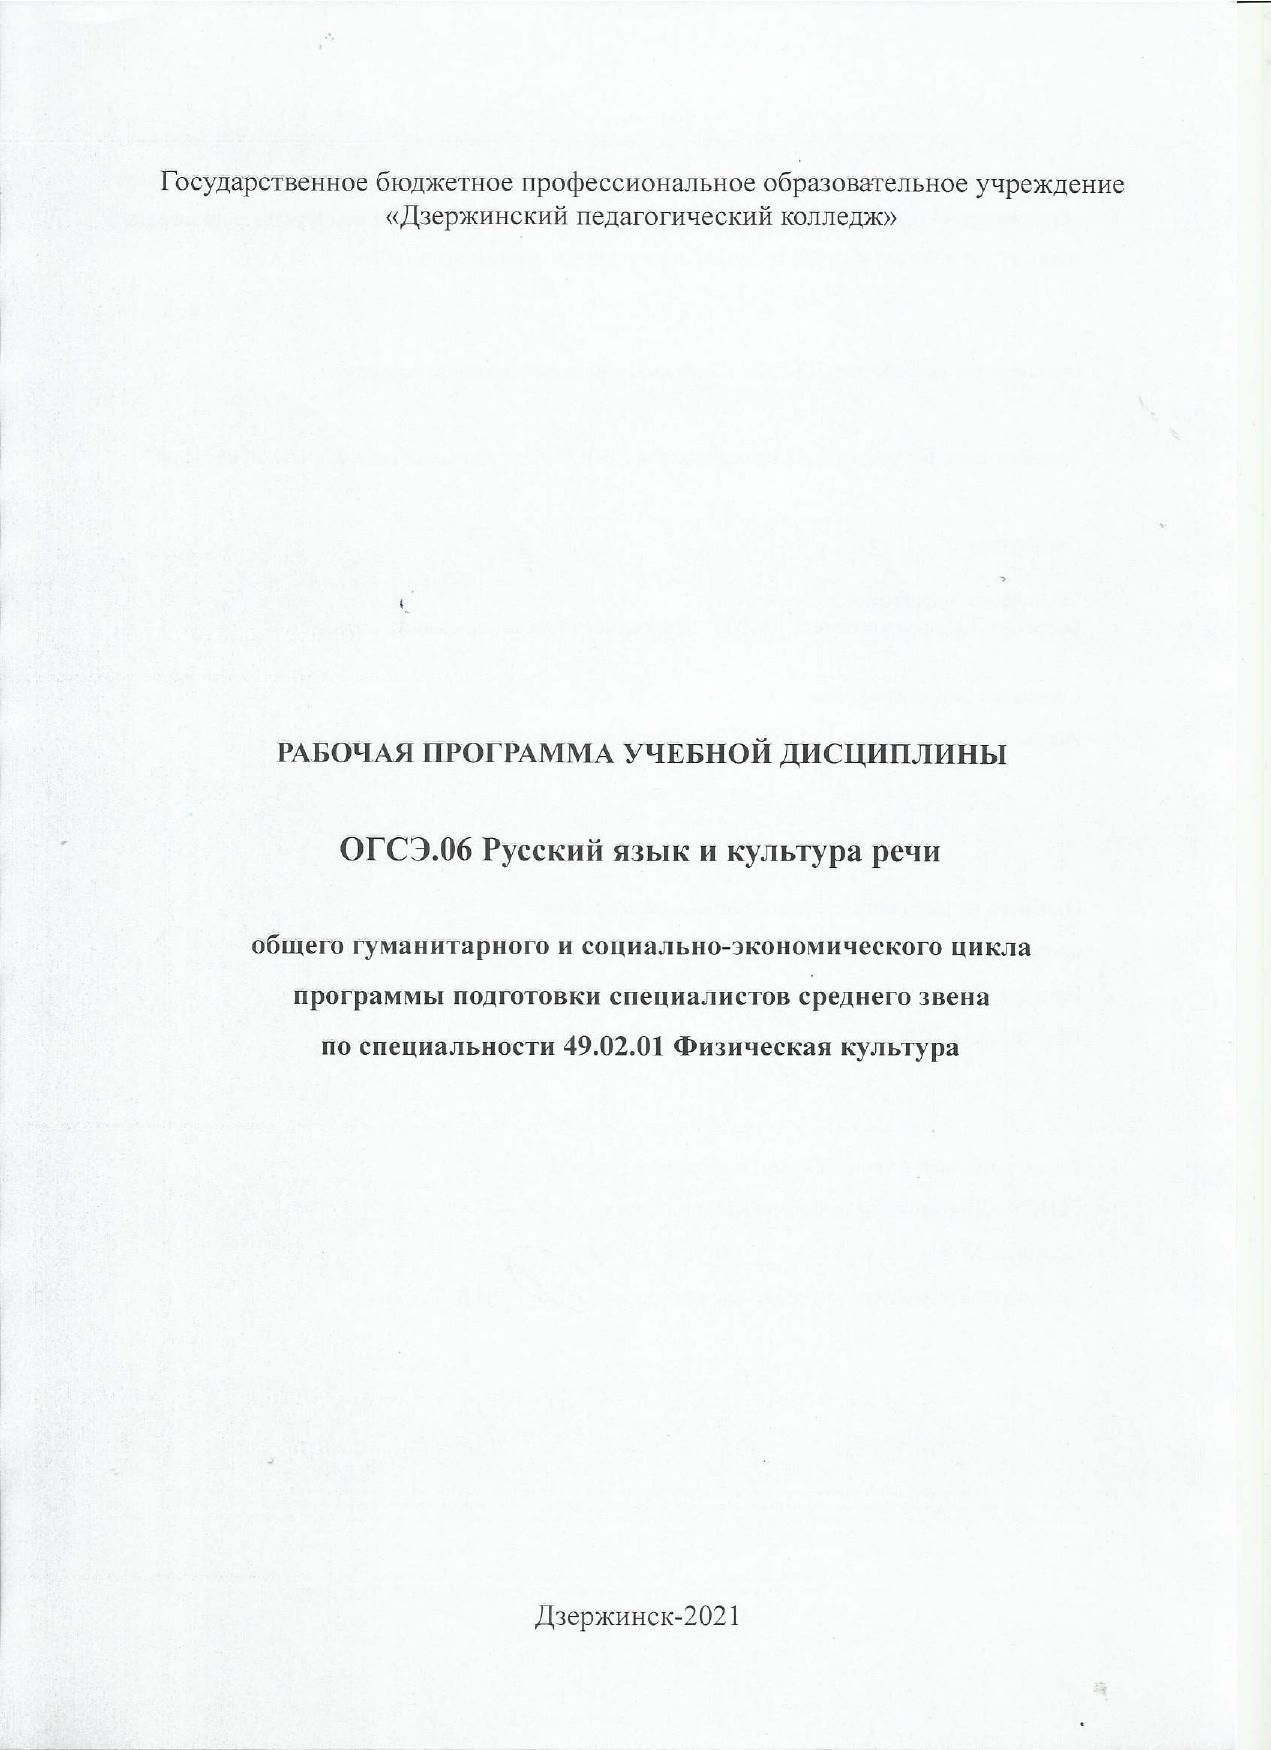 Государственное бюджетное профессиональное образовательное учреждение
«Дзержинский педагогический колледж»
РАБОЧАЯ ПРОГРАММА УЧЕБНОЙ ДИСЦИПЛИНЫ
ОГСЭ.06 Русский язык и культура речи
общего гуманитарного и социально-экономического цикла
программы подготовки специалистов среднего звена
по специальности 49.02.01 Физическая культура
Дзержинск-2021